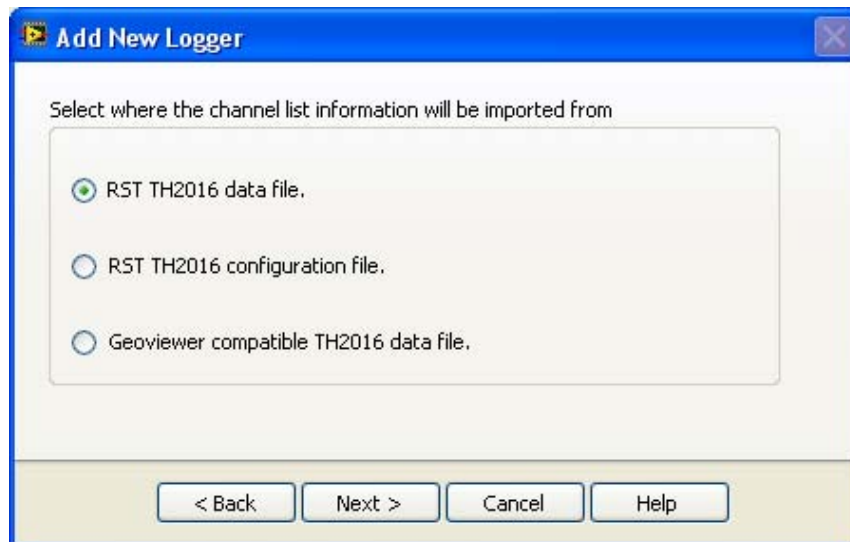 Add New Logger
Select where the channel list information will be imported from
RST TH2016 data file.
RST TH2016 configuration file.
Geoviewer compatible TH2016 data file.
< Back Next > Cancel Help